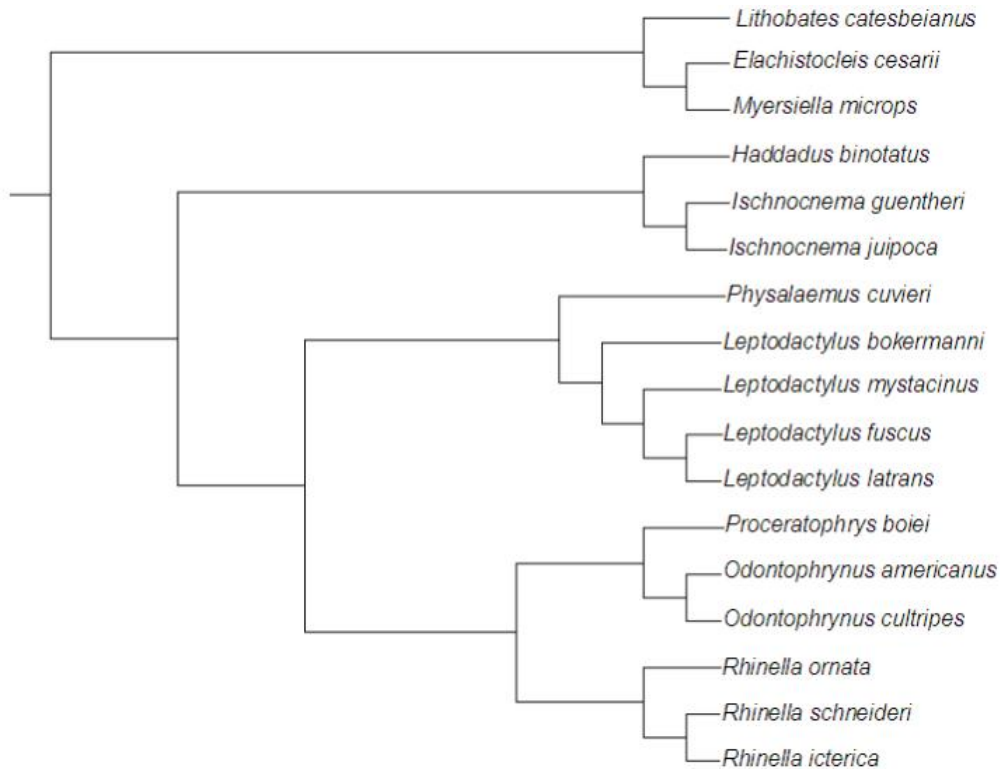 Lithobates catesbeianus
Elachistocleis cesarii
Myersiella microps
Haddadus binotatus
Ischnocnema guentheri
Ischnocnema juipoca
Physalaemus cuvieri
Leptodactylus bokermanni
Leptodactylus mystacinus
Leptodactylus fuscus
Leptodactylus latrans
Proceratophrys boiei
Odontophrynus americanus
Odontophrynus cultripes
Rhinella ornata
Rhinella schneideri
Rhinella icterica